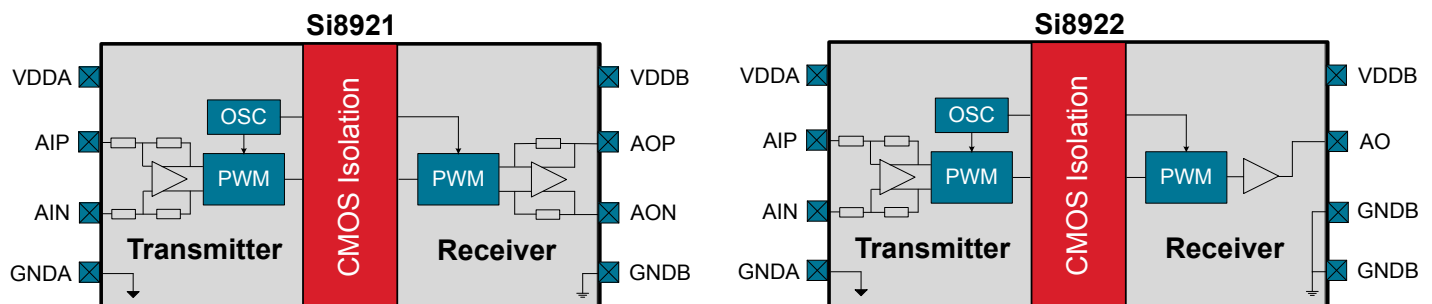 Si8921
VDDA
AIP
AIN
GNDA
OSC
PWM
Transmitter
CMOS Isolation
PWM
Receiver
VDDB
AOP
AON
GNDB
Si8922
VDDA
AIP
AIN
GNDA
OSC
PWM
Transmitter
CMOS Isolation
PWM
Receiver
VDDB
AO
GNDB
GNDB